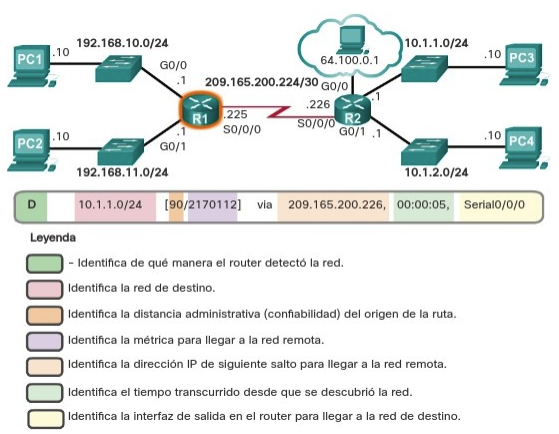 192.168.10.0/24
PC1
.10
G0/0
.1
R1
.225
S0/0/0
PC2
.10
.1
G0/1
192.168.11.0/24
209.165.200.224/30
64.100.0.1
G0/0
.226
S0/0/0
R2
.1
G0/1
.1
10.1.1.0/24
.10
PC3
.10
PC4
10.1.2.0/24
D 10.1.1.0/24 [90/2170112] via 209.165.200.226, 00:00:05, Serial0/0/0
Leyenda
– Identifica de qué manera el router detectó la red.
Identifica la red de destino.
Identifica la distancia administrativa (confiabilidad) del origen de la ruta.
Identifica la métrica para llegar a la red remota.
Identifica la dirección IP de siguiente salto para llegar a la red remota.
Identifica el tiempo transcurrido desde que se descubrió la red.
Identifica la interfaz de salida en el router para llegar a la red de destino.